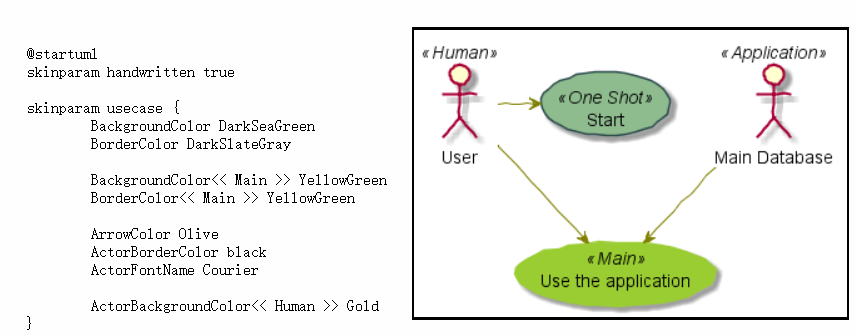 @startuml
skinparam handwritten true
skinparam usecase {
BackgroundColor DarkSeaGreen
BorderColor DarkSlateGray
BackgroundColor<< Main >> YellowGreen
BorderColor<< Main >> YellowGreen
ArrowColor Olive
ActorBorderColor black
ActorFontName Courier
ActorBackgroundColor<< Human >> Gold
}
«Human»
User
«One Shot»
Start
«Application»
Main Database
«Main»
Use the application